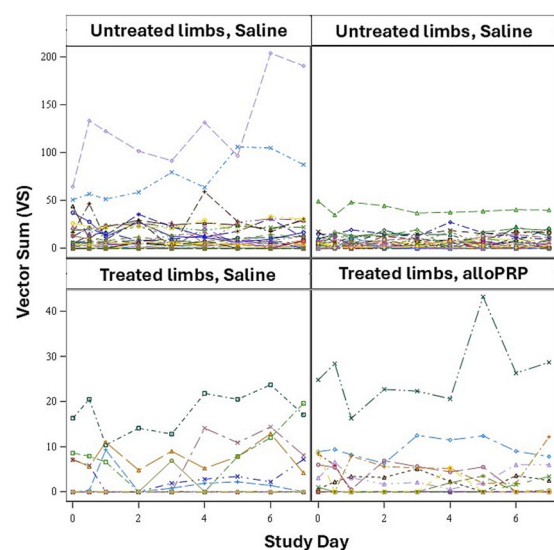 Untreated limbs, Saline
Untreated limbs, Saline
200
150
100
50
0
Vector Sum (VS)
Treated limbs, Saline
Treated limbs, alloPRP
40
30
20
10
0
0 2 4 6
0 2 4 6
Study Day